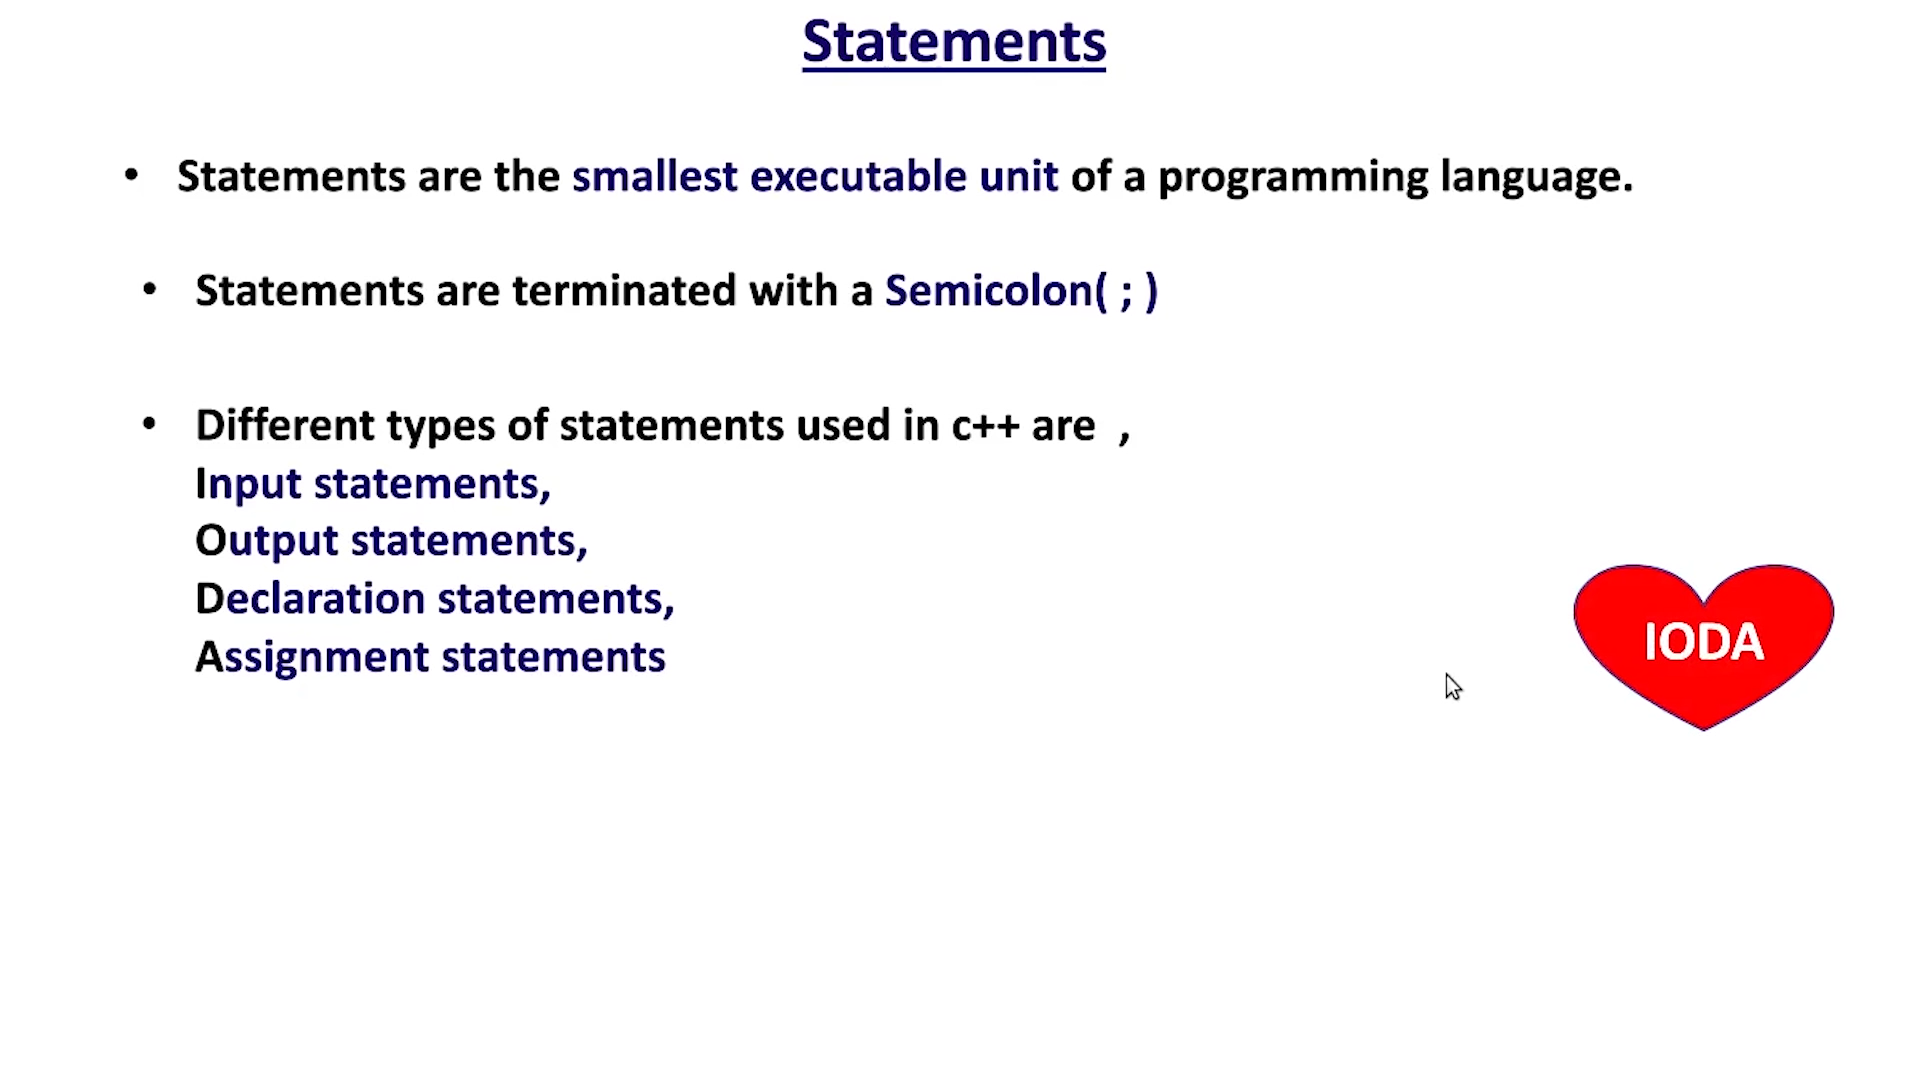 Statements
• Statements are the smallest executable unit of a programming language.
• Statements are terminated with a Semicolon( ; )
• Different types of statements used in c++ are  ,
Input statements,
Output statements,
Declaration statements,
Assignment statements
IODA